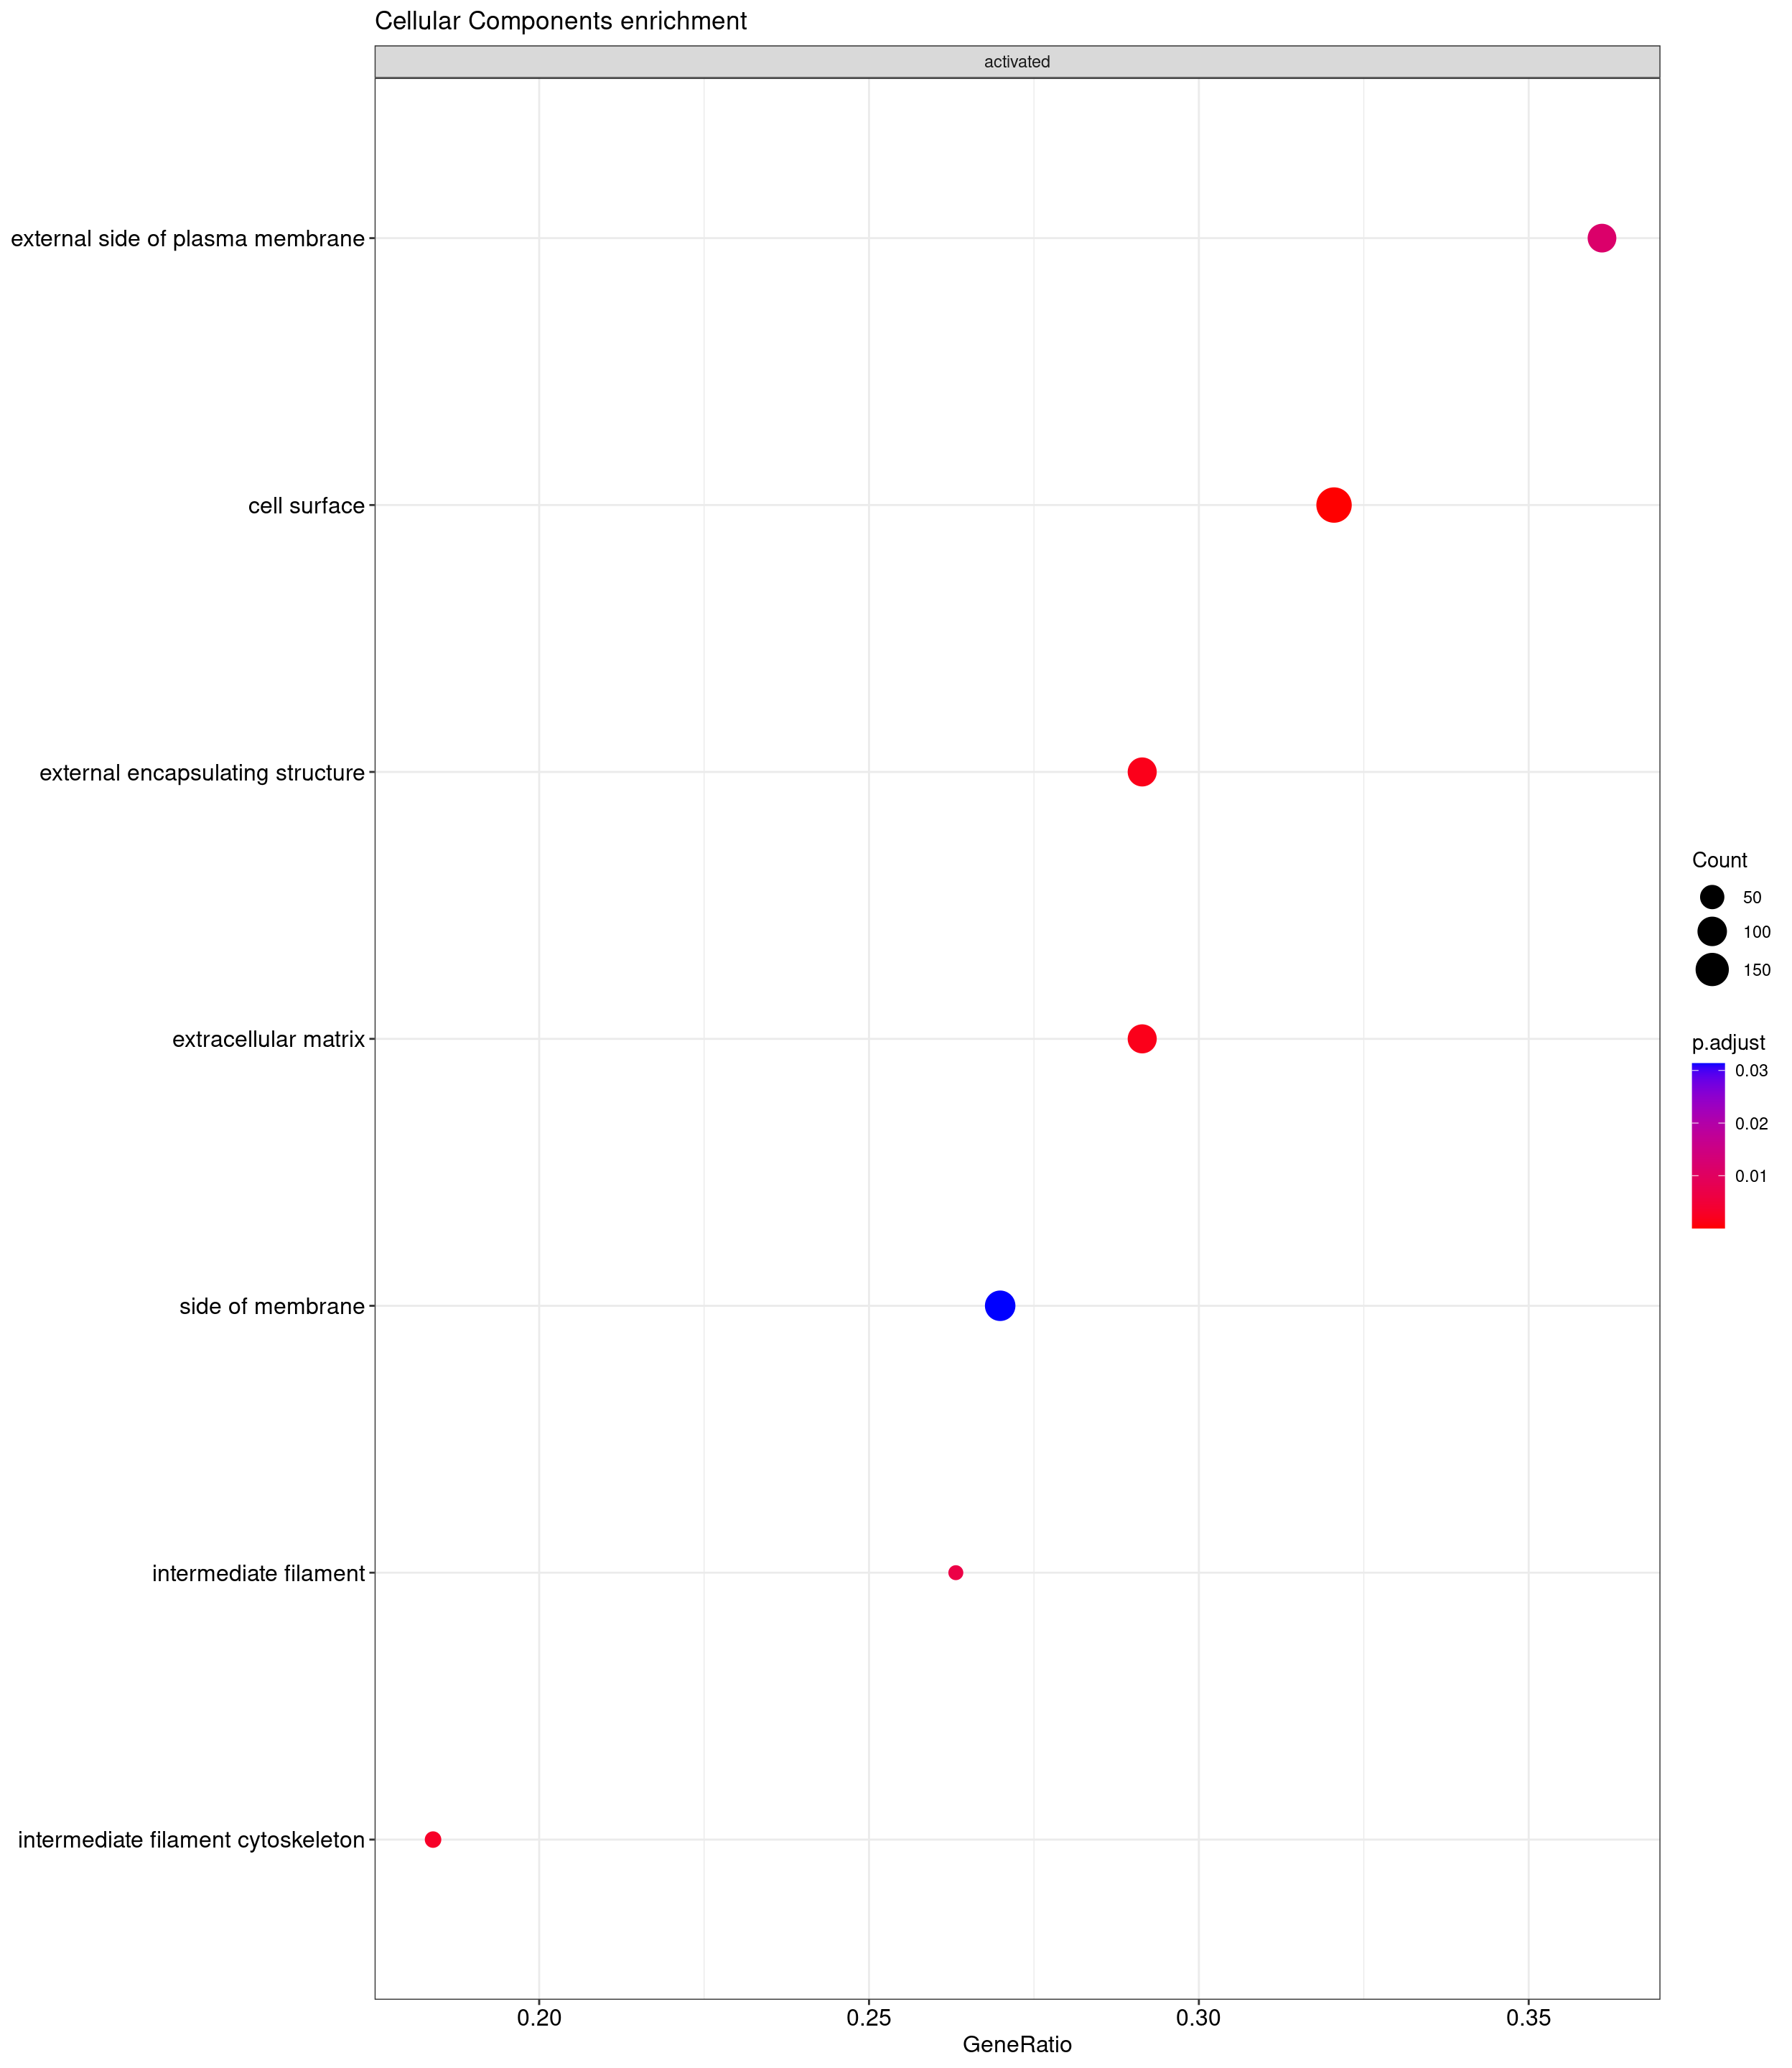 Cellular Components enrichment
activated
external side of plasma membrane
cell surface
external encapsulating structure
extracellular matrix
side of membrane
intermediate filament
intermediate filament cytoskeleton
0.20
0.25
0.30
0.35
GeneRatio
Count
50
100
150
p.adjust
0.03
0.02
0.01